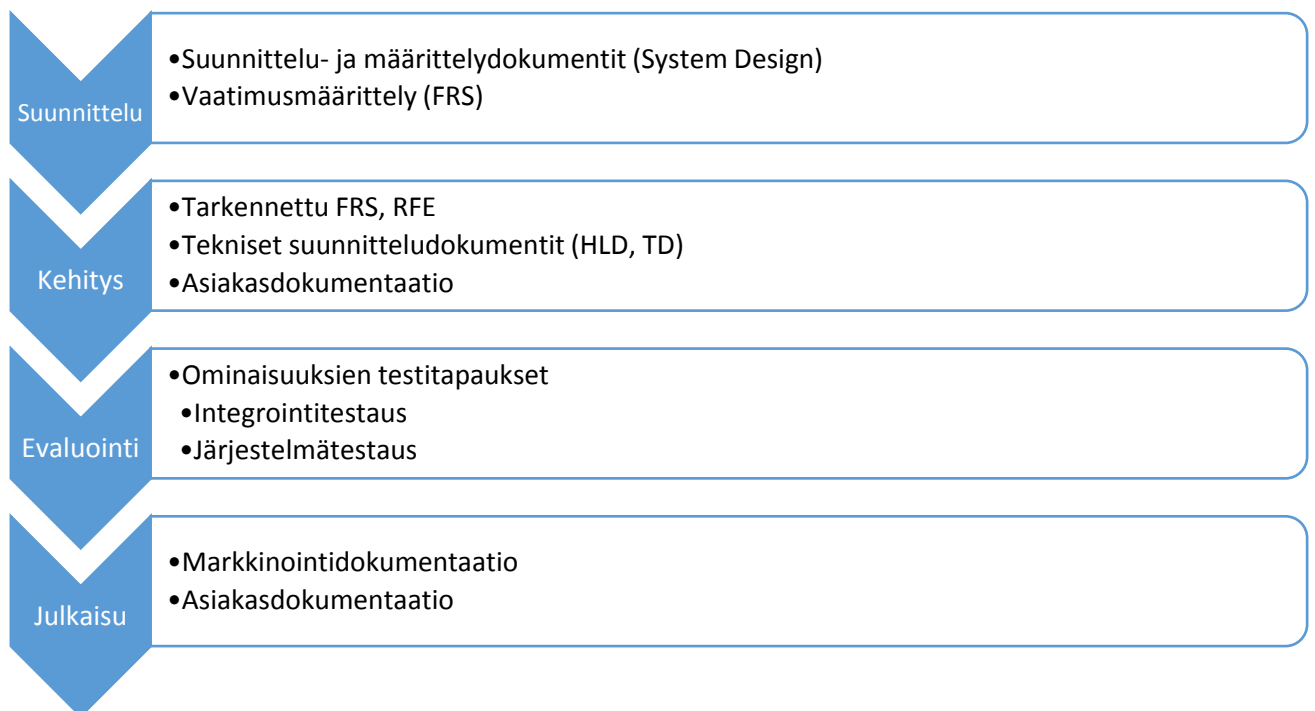 Suunnittelu
•Suunnittelu- ja määrittelydokumentit (System Design)
•Vaatimusmäärittely (FRS)
Kehitys
•Tarkennettu FRS, RFE
•Tekniset suunnitteludokumentit (HLD, TD)
•Asiakasdokumentaatio
Evaluointi
•Ominaisuuksien testitapaukset
•Integrointitestaus
•Järjestelmätestaus
Julkaisu
•Markkinointidokumentaatio
•Asiakasdokumentaatio